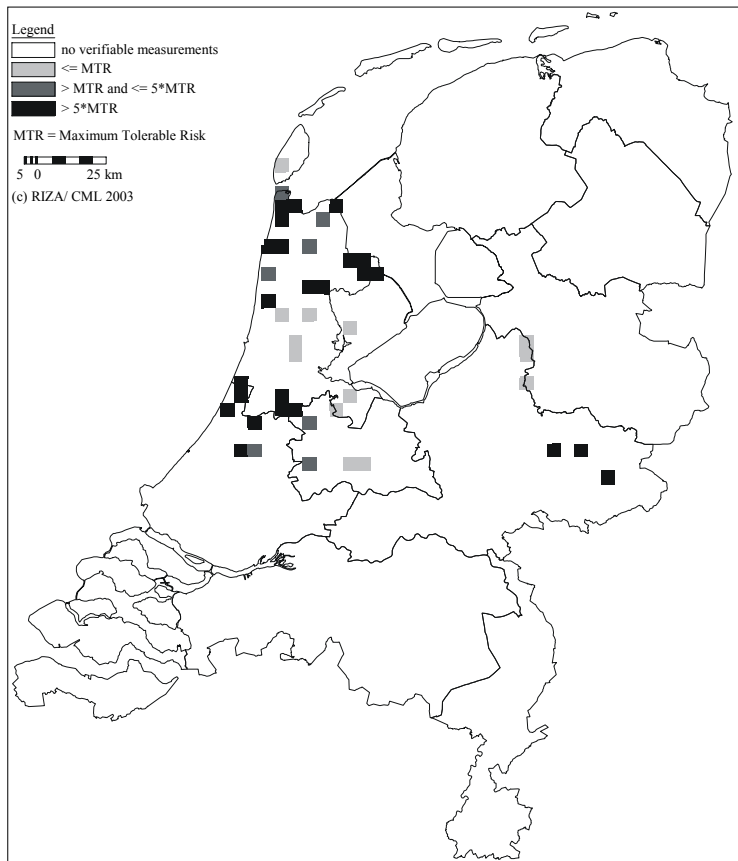 Legend
no verifiable measurements
<= MTR
> MTR and <= 5*MTR
> 5*MTR
MTR = Maximum Tolerable Risk
5 0 25 km
(c) RIZA/ CML 2003